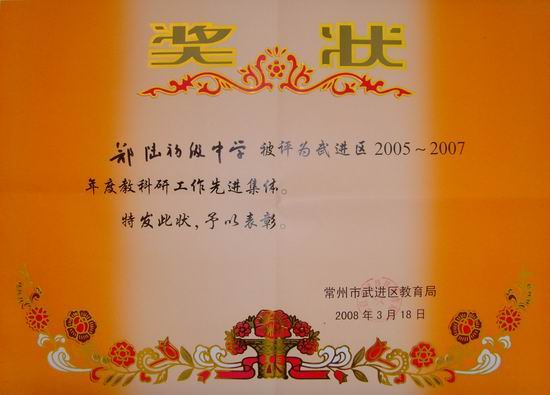 奖状
郑陆初级中学 被评为武进区 2005～2007
年度教科研工作先进集体。
特发此状，予以表彰。
常州市武进区教育局
2008 年 3 月 18 日